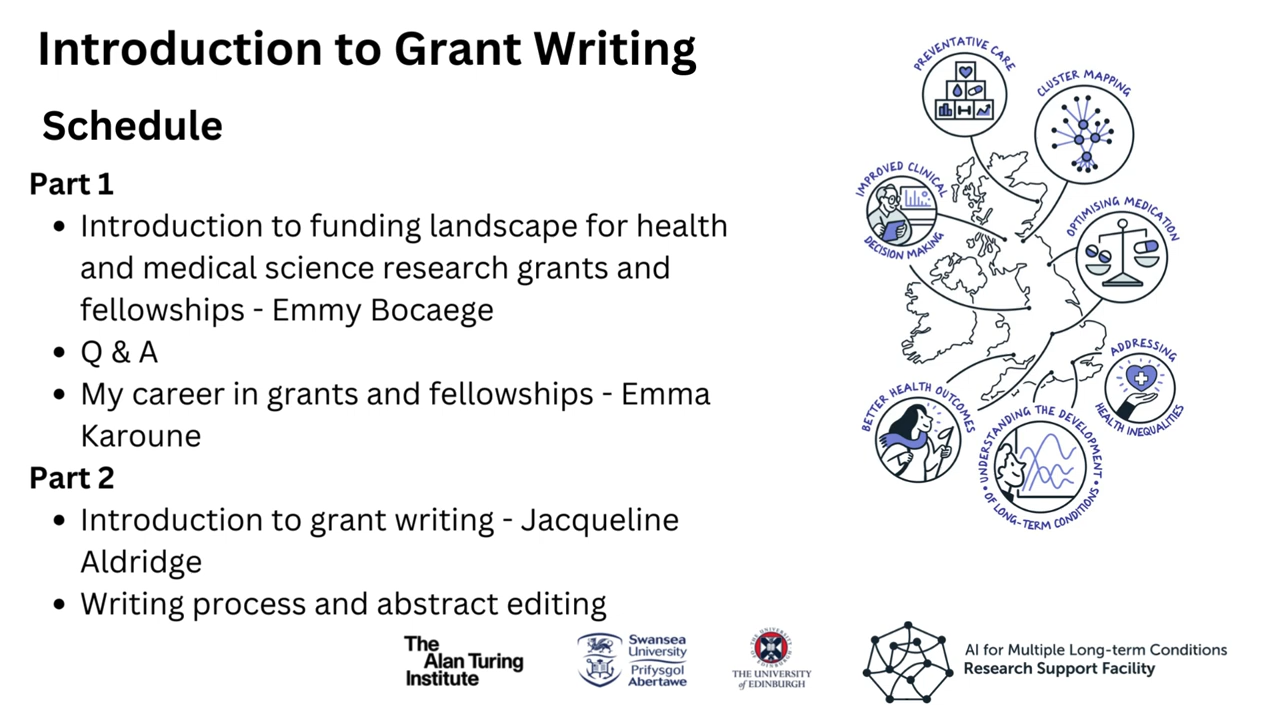 Introduction to Grant Writing
Schedule
Part 1
• Introduction to funding landscape for health
and medical science research grants and
fellowships - Emmy Bocaege
• Q & A
• My career in grants and fellowships - Emma
Karoune
Part 2
• Introduction to grant writing - Jacqueline
Aldridge
• Writing process and abstract editing
PREVENTATIVE CARE
CLUSTER MAPPING
IMPROVED CLINICAL
DECISION MAKING
OPTIMISING MEDICATION
ADDRESSING
HEALTH INEQUALITIES
BETTER HEALTH OUTCOMES
• UNDERSTANDING THE DEVELOPMENT •
OF LONG-TERM CONDITIONS
The
Alan Turing
Institute
Swansea
University
Prifysgol
Abertawe
THE UNIVERSITY
of EDINBURGH
AI for Multiple Long-term Conditions
Research Support Facility